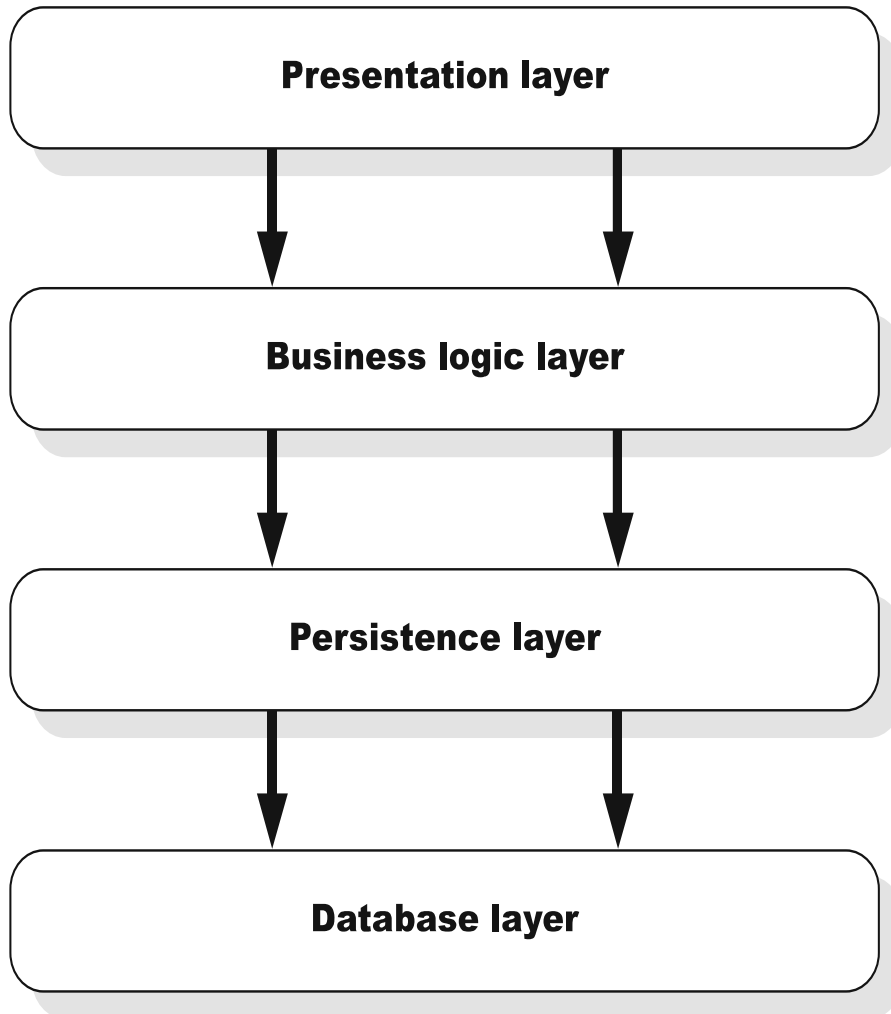 Presentation layer
Business logic layer
Persistence layer
Database layer